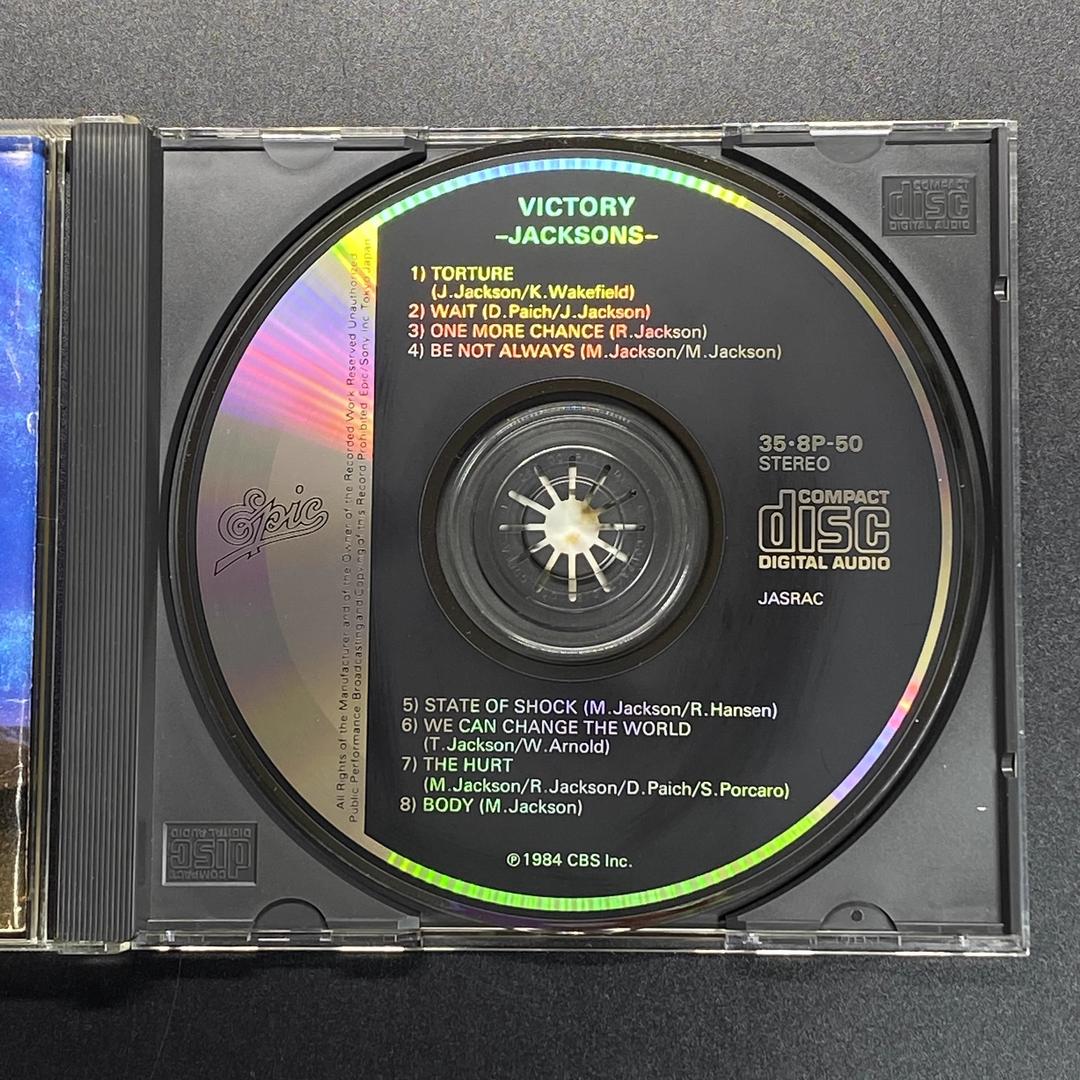 VICTORY
–JACKSONS–
1) TORTURE
(J.Jackson/K.Wakefield)
2) WAIT (D.Paich/J.Jackson)
3) ONE MORE CHANCE (R.Jackson)
4) BE NOT ALWAYS (M.Jackson/M.Jackson)
35·8P-50
STEREO
COMPACT
disc
DIGITAL AUDIO
JASRAC
5) STATE OF SHOCK (M.Jackson/R.Hansen)
6) WE CAN CHANGE THE WORLD
(T.Jackson/W.Arnold)
7) THE HURT
(M.Jackson/R.Jackson/D.Paich/S.Porcaro)
8) BODY (M.Jackson)
℗1984 CBS Inc.
Epic
All Rights of the Manufacturer and of the Owner of the Recorded Work Reserved Unauthorized
Public Performance Broadcasting and Copying of this Record Prohibited Epic/Sony Inc. Tokyo Japan
COMPACT
disc
DIGITAL AUDIO
COMPACT
disc
DIGITAL AUDIO